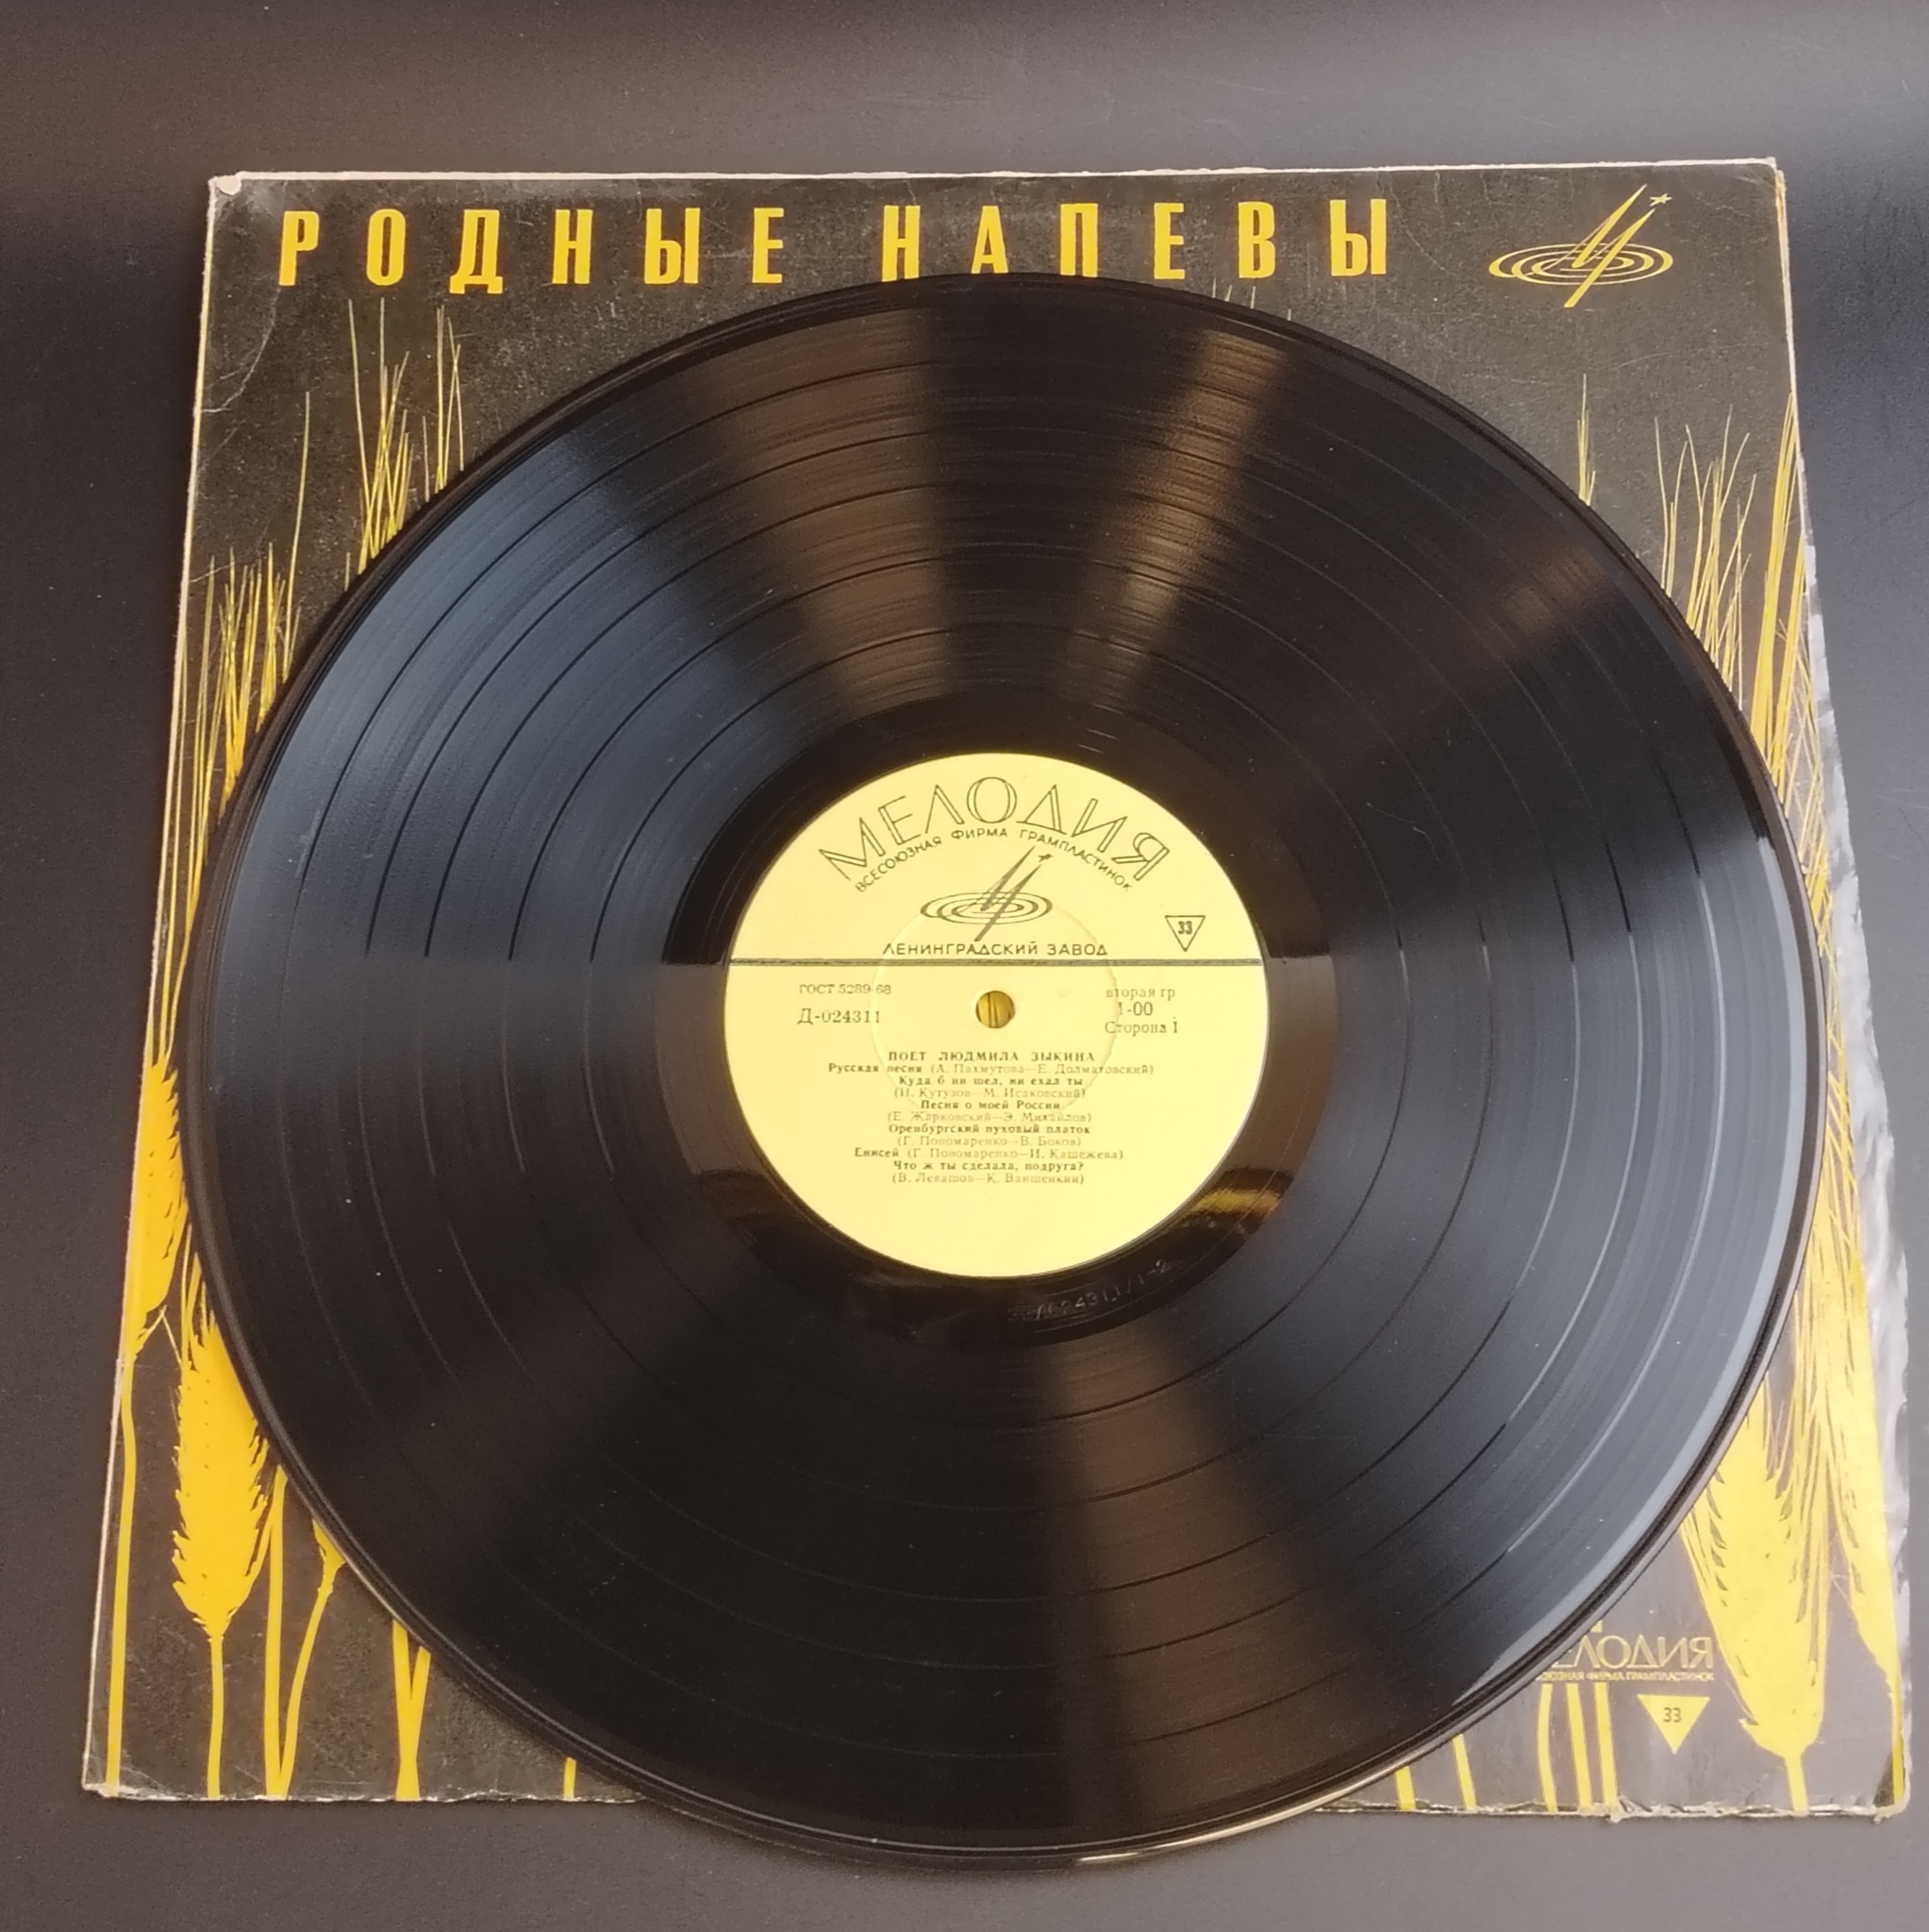 РОДНЫЕ НАПЕВЫ
МЕЛОДИЯ
ВСЕСОЮЗНАЯ ФИРМА ГРАМПЛАСТИНОК
33
ЛЕНИНГРАДСКИЙ ЗАВОД
ГОСТ 5289-68
вторая гр
Д-024311
1-00
Сторона 1
ПОЕТ ЛЮДМИЛА ЗЫКИНА
Русская песня (А. Пахмутова—Е. Долматовский)
Куда б ни шел, ни ехал ты
(Н. Кутузов—М. Исаковский)
Песня о моей России
(Е. Жарковский—Э. Михайлов)
Оренбургский пуховый платок
(Г. Пономаренко—В. Боков)
Енисей (Г. Пономаренко—И. Кашежева)
Что ж ты сделала, подруга?
(В. Левашов—К. Ваншенкин)
ЛОДИЯ
ФИРМА ГРАМПЛАСТИНОК
33